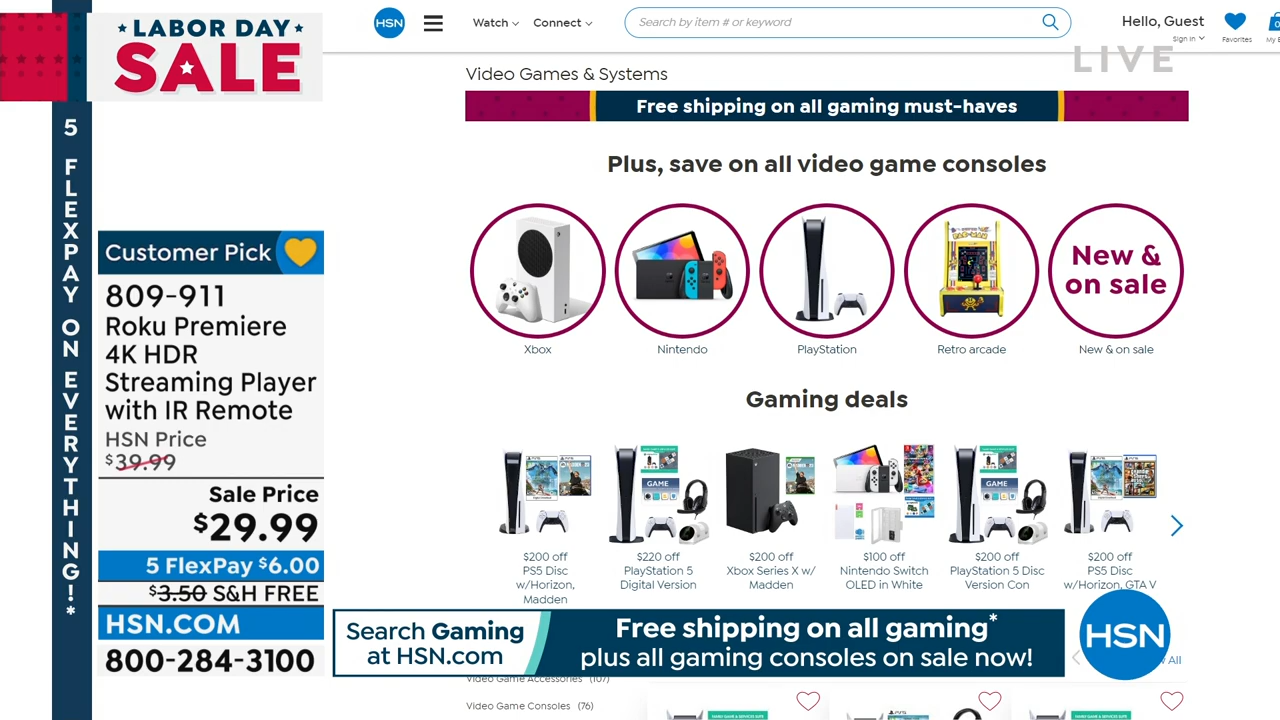 LABOR DAY
SALE
5 FLEXPAY ON EVERYTHING!*
Customer Pick
809-911
Roku Premiere
4K HDR
Streaming Player
with IR Remote
HSN Price
$39.99
Sale Price
$29.99
5 FlexPay $6.00
$3.50 S&H FREE
HSN.COM
800-284-3100
HSN
Watch
Connect
Search by item # or keyword
Hello, Guest
Sign In
Favorites
0
LIVE
Video Games & Systems
Free shipping on all gaming must-haves
Plus, save on all video game consoles
New &
on sale
Xbox
Nintendo
PlayStation
Retro arcade
New & on sale
Gaming deals
GAME
GAME
$200 off
PS5 Disc
w/Horizon,
Madden
$220 off
PlayStation 5
Digital Version
$200 off
Xbox Series X w/
Madden
$100 off
Nintendo Switch
OLED in White
$200 off
PlayStation 5 Disc
Version Con
$200 off
PS5 Disc
w/Horizon, GTA V
Search Gaming
at HSN.com
Free shipping on all gaming*
plus all gaming consoles on sale now!
HSN
All
Video Game Accessories (107)
Video Game Consoles (76)